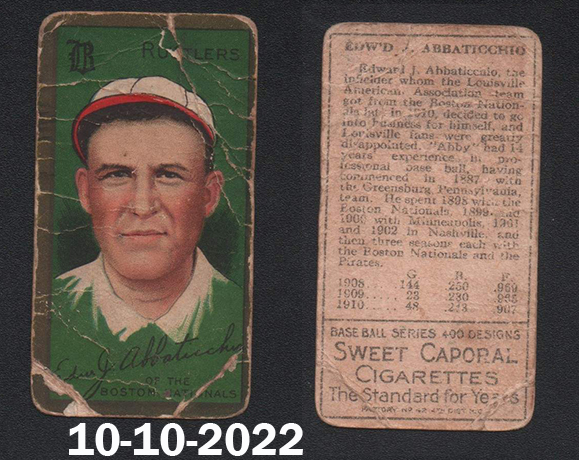 B RUSTLERS
Edw J. Abbaticchio
OF THE
BOSTON NATIONALS
EDW'D J. ABBATICCHIO
Edward J. Abbaticchio, the
infielder whom the Louisville
American Association team
got from the Boston Nation-
als in 1910, decided to go
into business for himself, and
Louisville fans were greatly
disappointed. "Abby" had 14
years' experience in pro-
fessional base ball, having
commenced in 1897 with
the Greensburg, Pennsylvania,
team. He spent 1898 with the
Boston Nationals, 1899 and
1900 with Minneapolis, 1901
and 1902 in Nashville, and
then three seasons each with
the Boston Nationals and the
Pirates.
G. B. F.
1908.... 144 250 .969
1909.... 23 230
1910.... 48
BASE BALL SERIES 400 DESIGNS
SWEET CAPORAL
CIGARETTES
The Standard for Years
FACTORY No
10-10-2022